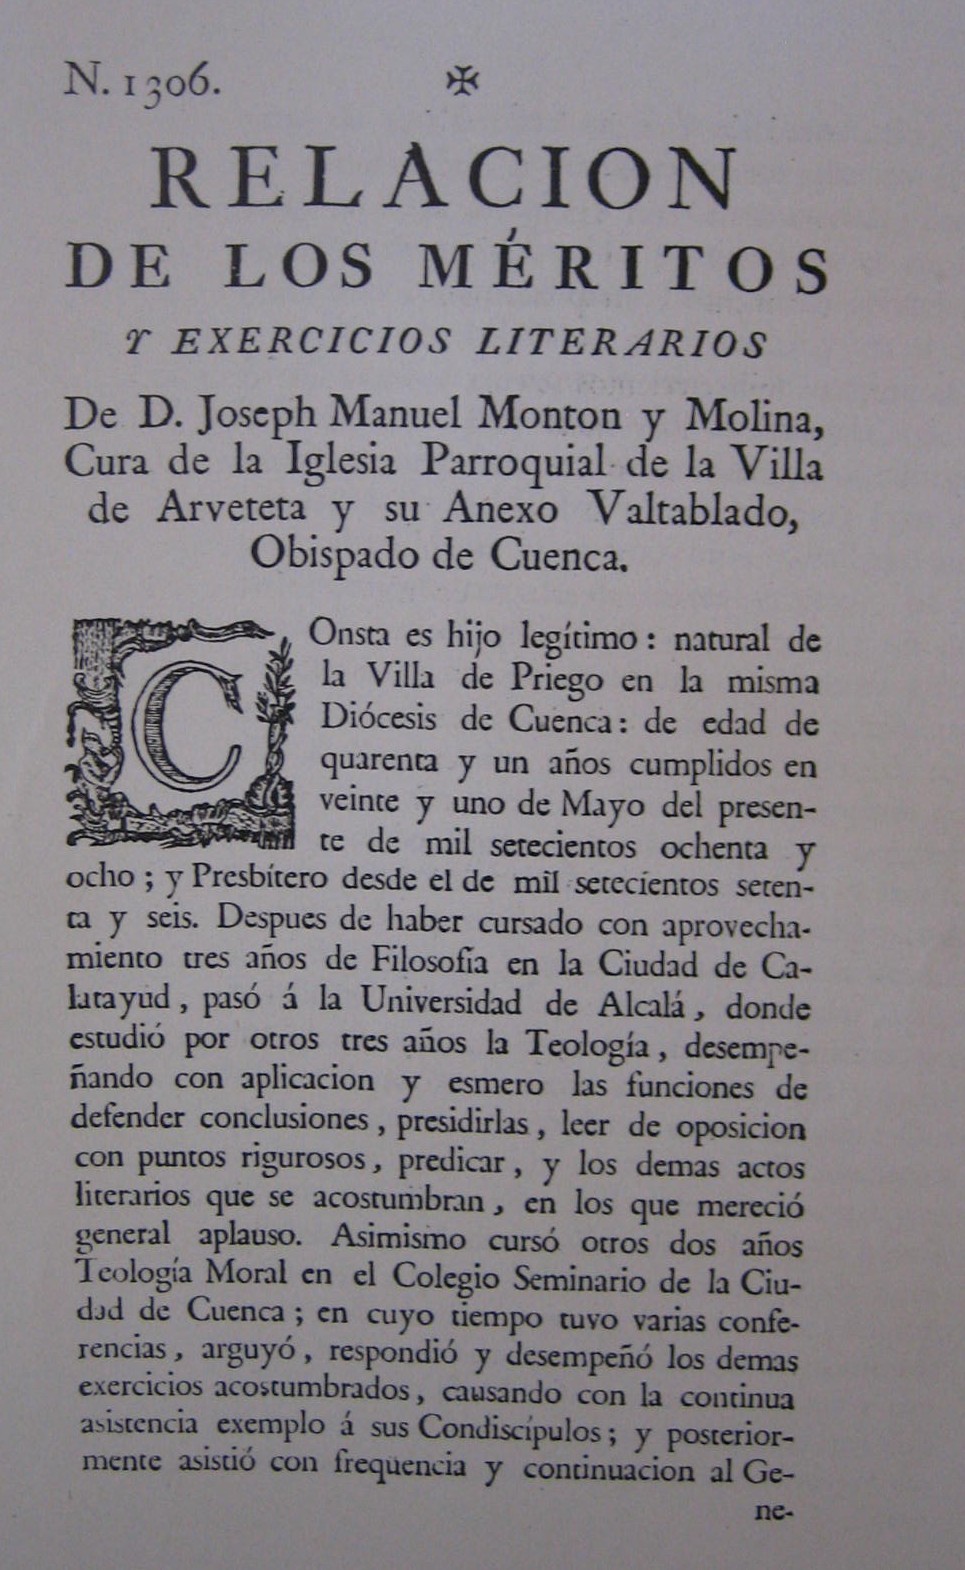 N. 1306. ✠
RELACION
DE LOS MÉRITOS
Y EXERCICIOS LITERARIOS
De D. Joseph Manuel Monton y Molina,
Cura de la Iglesia Parroquial de la Villa
de Arveteta y su Anexo Valtablado,
Obispado de Cuenca.
COnsta es hijo legítimo : natural de
la Villa de Priego en la misma
Diócesis de Cuenca : de edad de
quarenta y un años cumplidos en
veinte y uno de Mayo del presen-
te de mil setecientos ochenta y
ocho ; y Presbítero desde el de mil setecientos seten-
ta y seis. Despues de haber cursado con aprovecha-
miento tres años de Filosofía en la Ciudad de Ca-
latayud , pasó á la Universidad de Alcalá , donde
estudió por otros tres años la Teología , desempe-
ñando con aplicacion y esmero las funciones de
defender conclusiones , presidirlas , leer de oposicion
con puntos rigurosos , predicar , y los demas actos
literarios que se acostumbran , en los que mereció
general aplauso. Asimismo cursó otros dos años
Teología Moral en el Colegio Seminario de la Ciu-
dad de Cuenca ; en cuyo tiempo tuvo varias confe-
rencias , arguyó , respondió y desempeñó los demas
exercicios acostumbrados , causando con la continua
asistencia exemplo á sus Condiscípulos ; y posterior-
mente asistió con frequencia y continuacion al Ge-
ne-